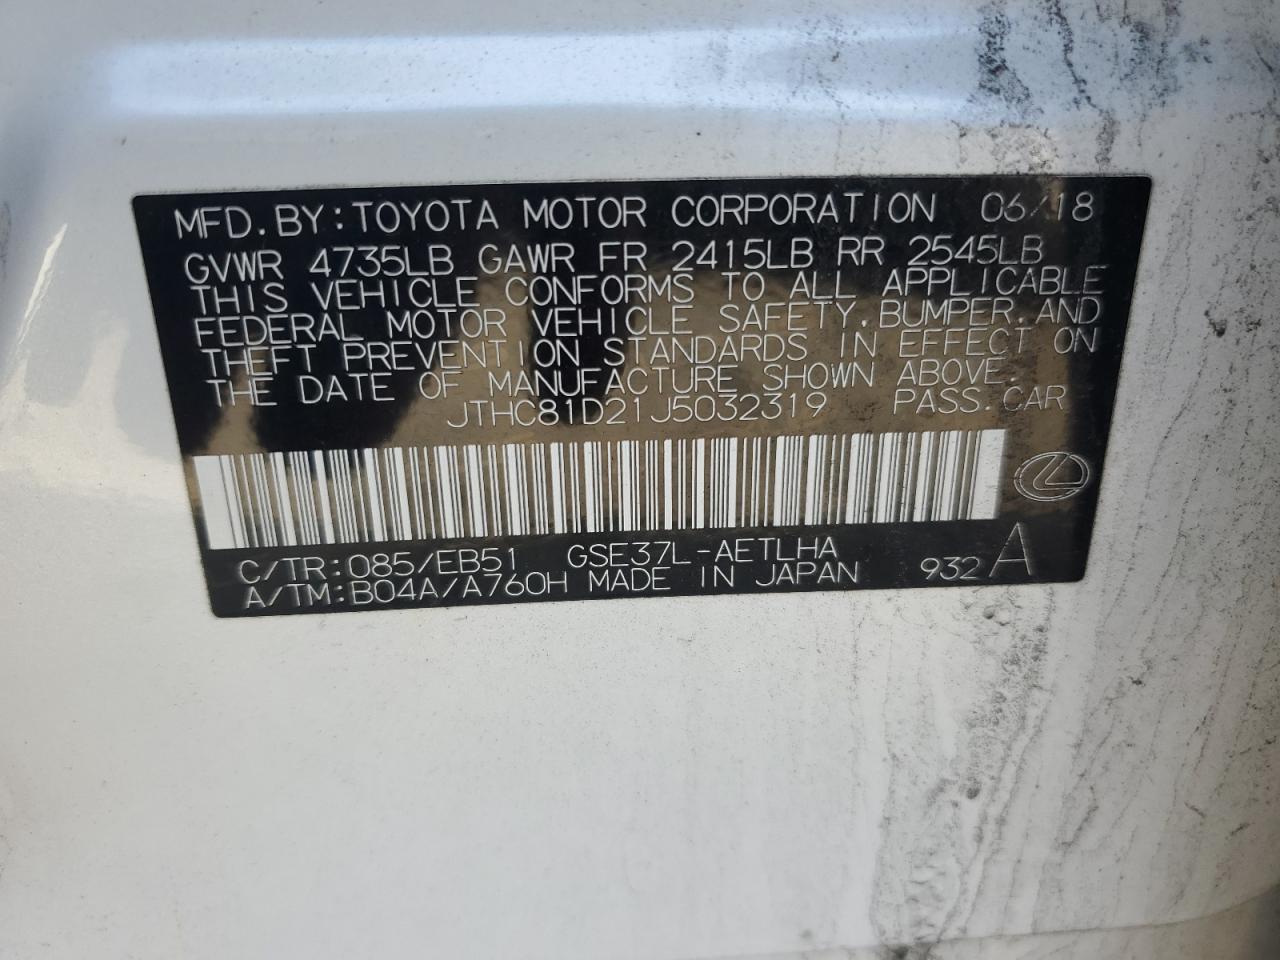 MFD.BY:TOYOTA MOTOR CORPORATION 06/18
GVWR 4735LB GAWR FR 2415LB RR 2545LB
THIS VEHICLE CONFORMS TO ALL APPLICABLE
FEDERAL MOTOR VEHICLE SAFETY,BUMPER,AND
THEFT PREVENTION STANDARDS IN EFFECT ON
THE DATE OF MANUFACTURE SHOWN ABOVE.
JTHC81D21J5032319 PASS.CAR
C/TR:085/EB51 GSE37L-AETLHA
A/TM:B04A/A760H MADE IN JAPAN 932A